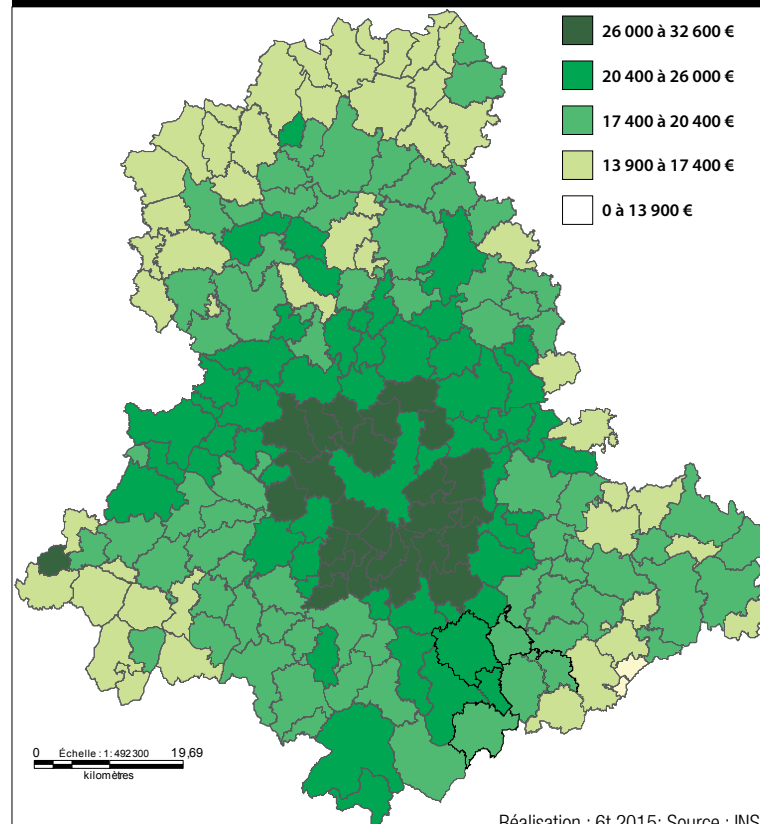 26 000 à 32 600 €
20 400 à 26 000 €
17 400 à 20 400 €
13 900 à 17 400 €
0 à 13 900 €
0 Échelle : 1: 492 300 19,69
kilomètres
Réalisation : 6t 2015; Source : INS